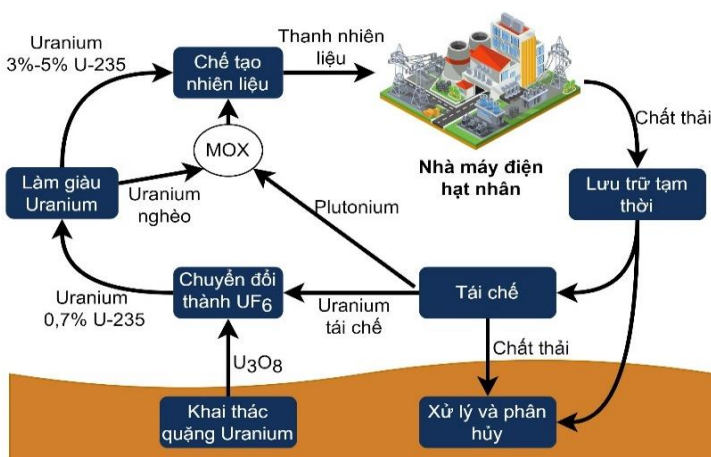 Uranium
3%-5% U-235
Chế tạo
nhiên liệu
Thanh nhiên
liệu
Chất thải
MOX
Nhà máy điện
hạt nhân
Làm giàu
Uranium
Uranium
nghèo
Lưu trữ tạm
thời
Plutonium
Uranium
0,7% U-235
Chuyển đổi
thành UF6
Uranium
tái chế
Tái chế
U3O8
Chất thải
Khai thác
quặng Uranium
Xử lý và phân
hủy